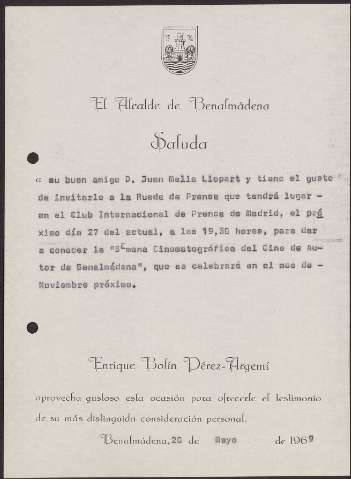 El Alcalde de Benalmádena
Saluda
a su buen amigo D. Juan Mella Llopart y tiene el gusto
de invitarle a la Rueda de Prensa que tendrá lugar -
en el Club Internacional de Prensa de Madrid, el pró
ximo día 27 del actual, a las 19,30 horas, para dar
a conocer la "Semana Cinematográfica del Cine de Au-
tor de Benalmádena", que se celebrará en el mes de -
Noviembre próximo.
Enrique Bolín Pérez-Argemí
aprovecha gustoso esta ocasión para ofrecerle el testimonio
de su más distinguida consideración personal.
Benalmádena, 20 de Mayo de 1969